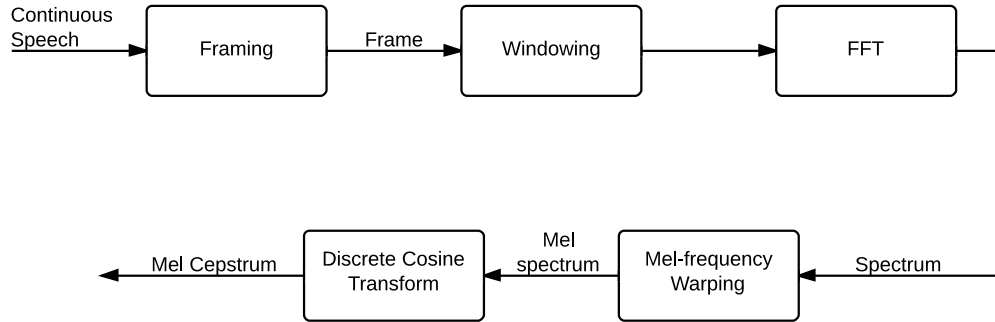 Continuous
Speech
Framing
Frame
Windowing
FFT
Spectrum
Mel-frequency
Warping
Mel
spectrum
Discrete Cosine
Transform
Mel Cepstrum